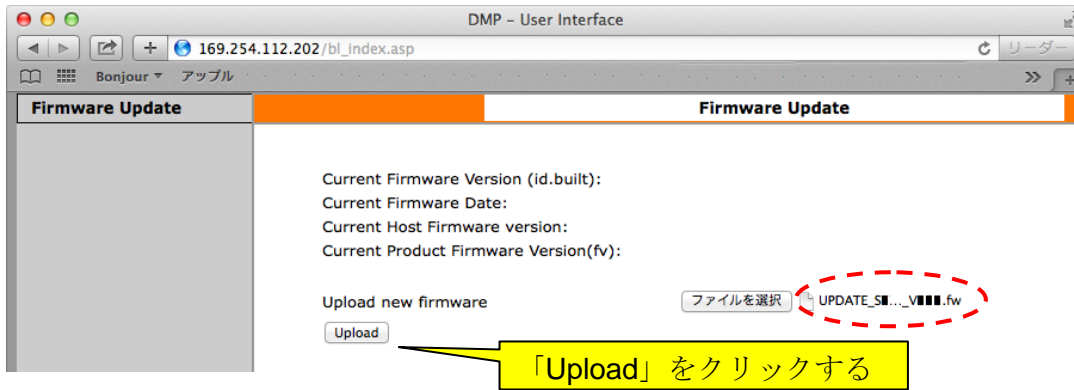 DMP – User Interface
169.254.112.202/bl_index.asp
リーダー
Bonjour ▼ アップル
Firmware Update
Firmware Update
Current Firmware Version (id.built):
Current Firmware Date:
Current Host Firmware version:
Current Product Firmware Version(fv):
Upload new firmware
ファイルを選択
UPDATE_S■..._V■■■.fw
Upload
「Upload」をクリックする